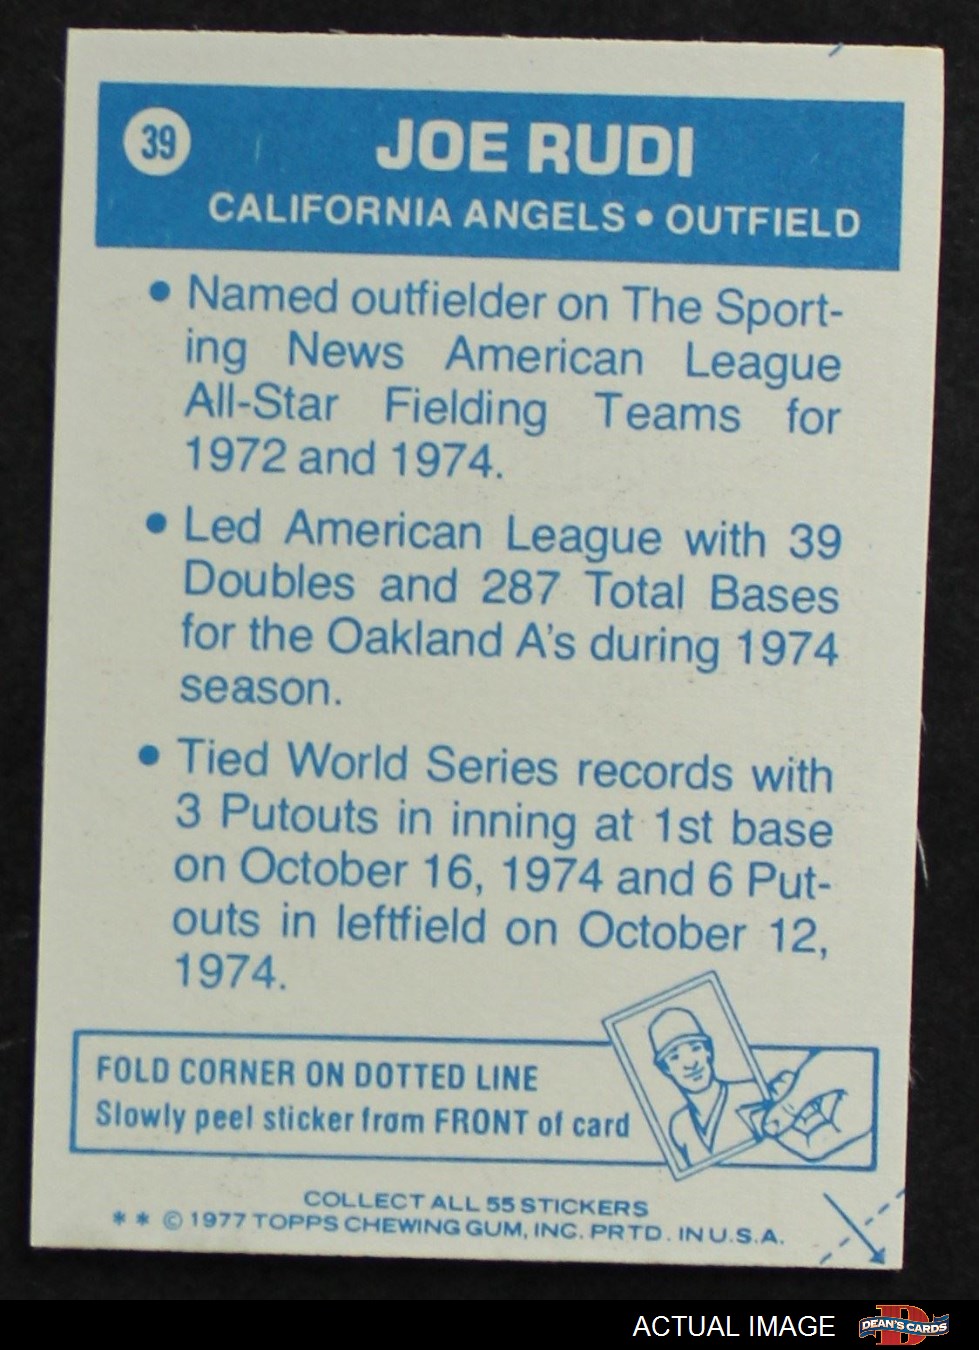 39
JOE RUDI
CALIFORNIA ANGELS • OUTFIELD
• Named outfielder on The Sport-
ing News American League
All-Star Fielding Teams for
1972 and 1974.
• Led American League with 39
Doubles and 287 Total Bases
for the Oakland A's during 1974
season.
• Tied World Series records with
3 Putouts in inning at 1st base
on October 16, 1974 and 6 Put-
outs in leftfield on October 12,
1974.
FOLD CORNER ON DOTTED LINE
Slowly peel sticker from FRONT of card
COLLECT ALL 55 STICKERS
* * © 1977 TOPPS CHEWING GUM, INC. PRTD. IN U.S.A.
ACTUAL IMAGE
D
DEAN'S CARDS